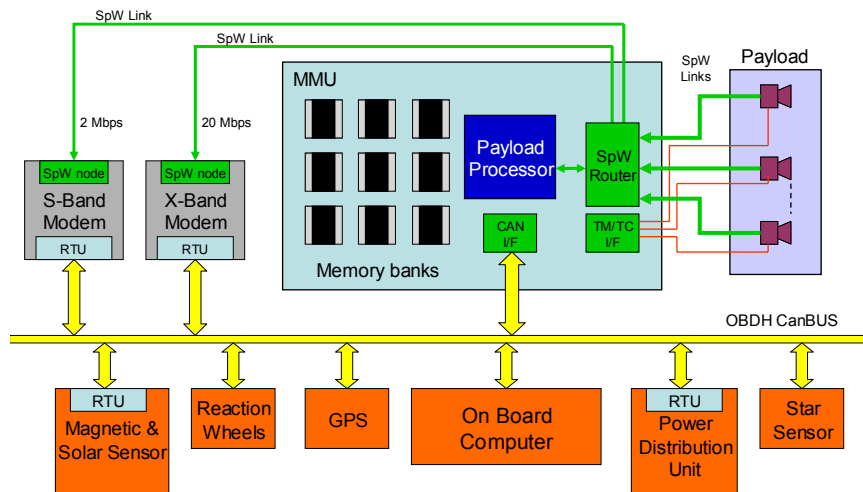 SpW Link
SpW Link
SpW
Links
Payload
MMU
2 Mbps
20 Mbps
Payload
Processor
SpW
Router
SpW node
S-Band
Modem
RTU
SpW node
X-Band
Modem
RTU
CAN
I/F
TM/TC
I/F
Memory banks
OBDH CanBUS
RTU
Magnetic &
Solar Sensor
Reaction
Wheels
GPS
On Board
Computer
RTU
Power
Distribution
Unit
Star
Sensor